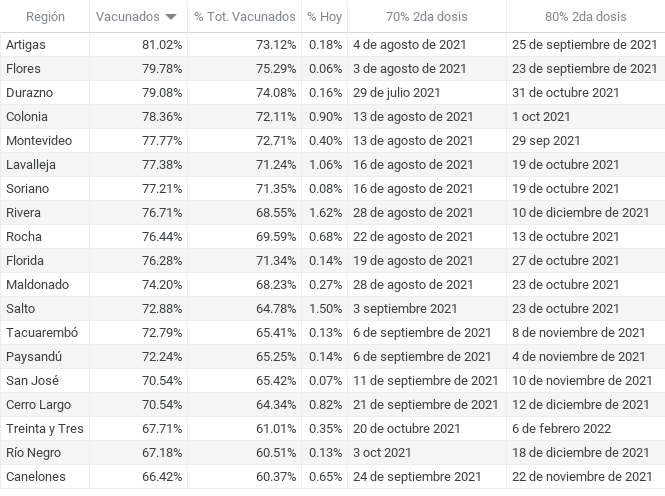 Región Vacunados % Tot. Vacunados % Hoy 70% 2da dosis 80% 2da dosis
Artigas 81.02% 73.12% 0.18% 4 de agosto de 2021 25 de septiembre de 2021
Flores 79.78% 75.29% 0.06% 3 de agosto de 2021 23 de septiembre de 2021
Durazno 79.08% 74.08% 0.16% 29 de julio 2021 31 de octubre 2021
Colonia 78.36% 72.11% 0.90% 13 de agosto de 2021 1 oct 2021
Montevideo 77.77% 72.71% 0.40% 13 de agosto de 2021 29 sep 2021
Lavalleja 77.38% 71.24% 1.06% 16 de agosto de 2021 19 de octubre 2021
Soriano 77.21% 71.35% 0.08% 16 de agosto de 2021 19 de octubre 2021
Rivera 76.71% 68.55% 1.62% 28 de agosto de 2021 10 de diciembre de 2021
Rocha 76.44% 69.59% 0.68% 22 de agosto de 2021 13 de octubre 2021
Florida 76.28% 71.34% 0.14% 19 de agosto de 2021 27 de octubre 2021
Maldonado 74.20% 68.23% 0.27% 28 de agosto de 2021 23 de octubre 2021
Salto 72.88% 64.78% 1.50% 3 septiembre 2021 23 de octubre 2021
Tacuarembó 72.79% 65.41% 0.13% 6 de septiembre de 2021 8 de noviembre de 2021
Paysandú 72.24% 65.25% 0.14% 6 de septiembre de 2021 4 de noviembre de 2021
San José 70.54% 65.42% 0.07% 11 de septiembre de 2021 10 de noviembre de 2021
Cerro Largo 70.54% 64.34% 0.82% 21 de septiembre de 2021 12 de diciembre de 2021
Treinta y Tres 67.71% 61.01% 0.35% 20 de octubre de 2021 6 de febrero 2022
Río Negro 67.18% 60.51% 0.13% 3 oct 2021 18 de diciembre de 2021
Canelones 66.42% 60.37% 0.65% 24 de septiembre 2021 22 de noviembre de 2021